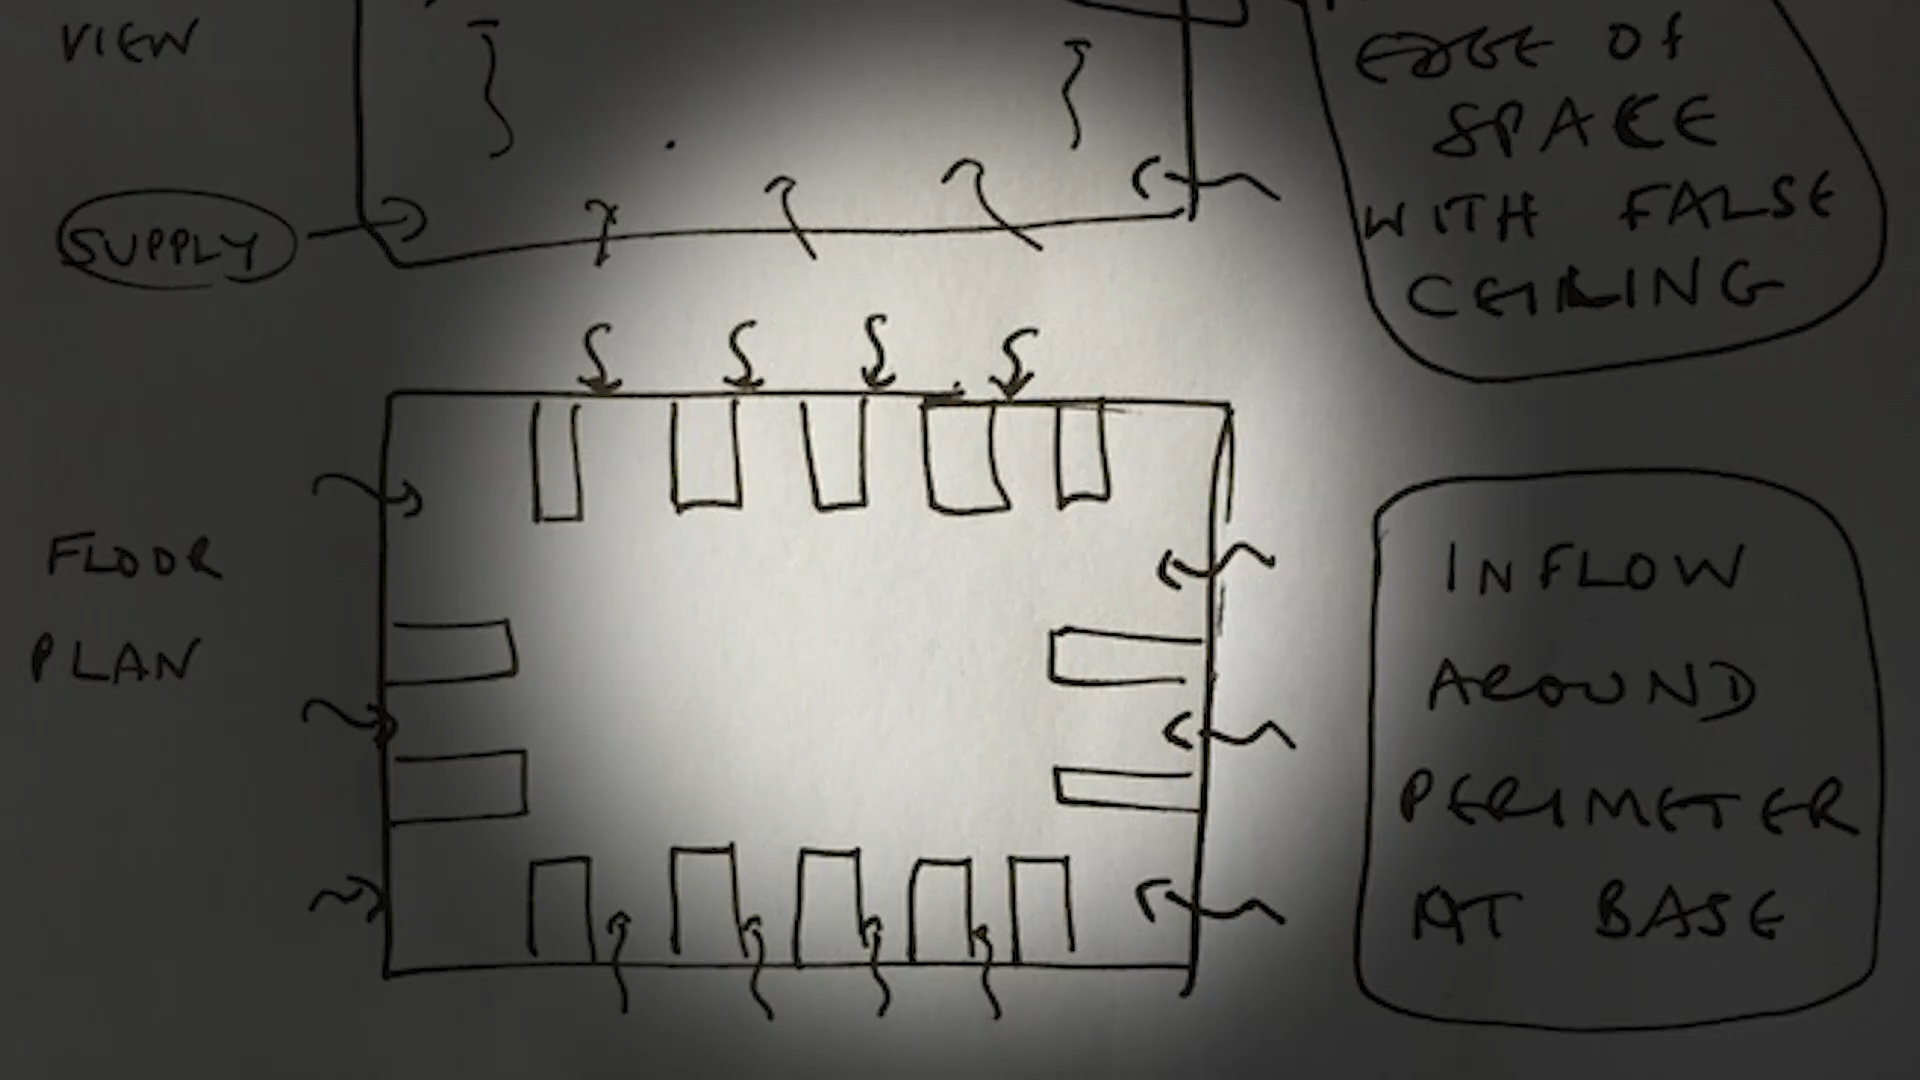 VIEW
SUPPLY
EDGE OF
SPACE
WITH FALSE
CEILING
FLOOR
PLAN
INFLOW
AROUND
PERIMETER
AT BASE